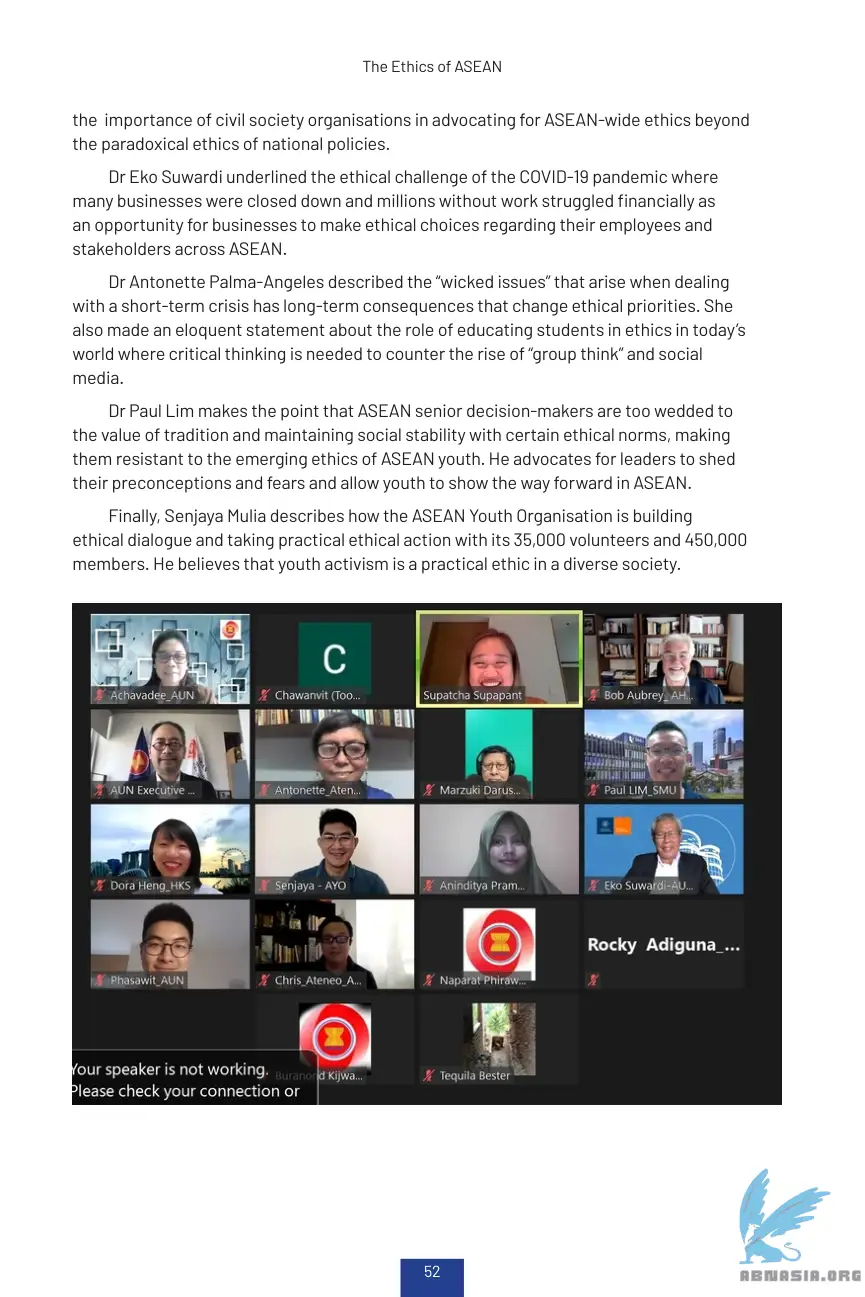 The Ethics of ASEAN
the importance of civil society organisations in advocating for ASEAN-wide ethics beyond
the paradoxical ethics of national policies.
Dr Eko Suwardi underlined the ethical challenge of the COVID-19 pandemic where
many businesses were closed down and millions without work struggled financially as
an opportunity for businesses to make ethical choices regarding their employees and
stakeholders across ASEAN.
Dr Antonette Palma-Angeles described the “wicked issues” that arise when dealing
with a short-term crisis has long-term consequences that change ethical priorities. She
also made an eloquent statement about the role of educating students in ethics in today’s
world where critical thinking is needed to counter the rise of “group think” and social
media.
Dr Paul Lim makes the point that ASEAN senior decision-makers are too wedded to
the value of tradition and maintaining social stability with certain ethical norms, making
them resistant to the emerging ethics of ASEAN youth. He advocates for leaders to shed
their preconceptions and fears and allow youth to show the way forward in ASEAN.
Finally, Senjaya Mulia describes how the ASEAN Youth Organisation is building
ethical dialogue and taking practical ethical action with its 35,000 volunteers and 450,000
members. He believes that youth activism is a practical ethic in a diverse society.
C
Achavadee_AUN
Chawanvit (Too...
Supatcha Supapant
Bob Aubrey_ AH...
AUN Executive ...
Antonette_Aten...
Marzuki Darus...
Paul LIM_SMU
Dora Heng_HKS
Senjaya - AYO
Aninditya Pram...
Eko Suwardi-AU...
Rocky Adiguna_...
Phasawit_AUN
Chris_Ateneo_A...
Naparat Phiraw...
Your speaker is not working.
Please check your connection or
Buranond Kijwa...
Tequila Bester
52
ABNASIA.ORG